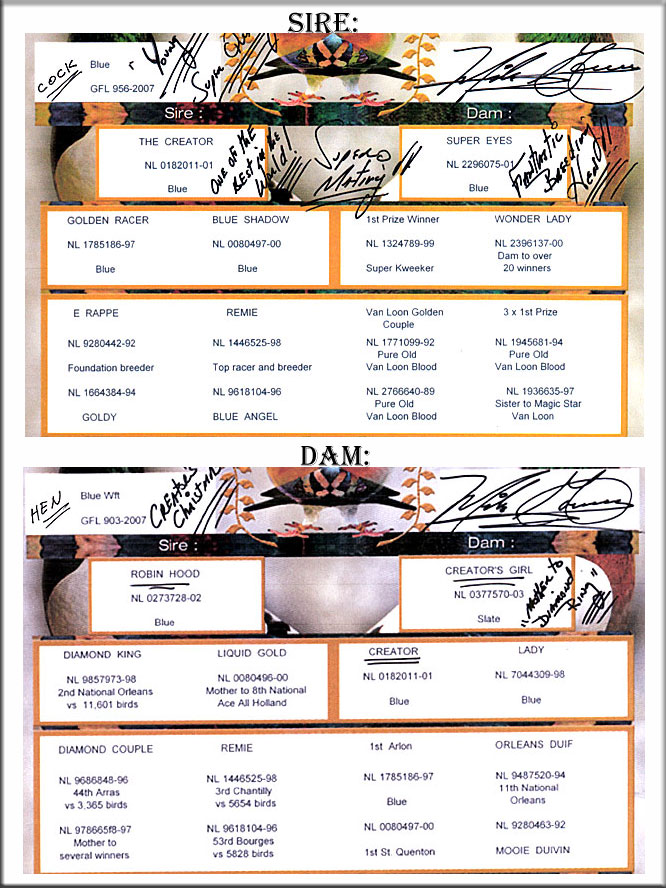 SIRE:
COCK
Blue
GFL 956-2007
"Young
Super
Sire :
Dam :
THE CREATOR
NL 0182011-01
Blue
ONE OF THE
BEST IN THE
World!
SUPER
Mating!!
SUPER EYES
NL 2296075-01
Blue
FANTASTIC
Breeding
Hen!!
GOLDEN RACER
NL 1785186-97
Blue
BLUE SHADOW
NL 0080497-00
Blue
1st Prize Winner
NL 1324789-99
Super Kweeker
WONDER LADY
NL 2396137-00
Dam to over
20 winners
E RAPPE
NL 9280442-92
Foundation breeder
NL 1664384-94
GOLDY
REMIE
NL 1446525-98
Top racer and breeder
NL 9618104-96
BLUE ANGEL
Van Loon Golden
Couple
NL 1771099-92
Pure Old
Van Loon Blood
NL 2766640-89
Pure Old
Van Loon Blood
3 x 1st Prize
NL 1945681-94
Pure Old
Van Loon Blood
NL 1936635-97
Sister to Magic Star
Van Loon
DAM:
HEN
Blue Wft
GFL 903-2007
CREATOR'S
Sire :
Dam :
ROBIN HOOD
NL 0273728-02
Blue
CREATOR'S GIRL
NL 0377570-03
Slate
"MOTHER TO
DIAMOND
RING"
DIAMOND KING
NL 9857973-98
2nd National Orleans
vs 11,601 birds
LIQUID GOLD
NL 0080496-00
Mother to 8th National
Ace All Holland
CREATOR
NL 0182011-01
Blue
LADY
NL 7044309-98
Blue
DIAMOND COUPLE
NL 9686848-96
44th Arras
vs 3,365 birds
NL 978665f8-97
Mother to
several winners
REMIE
NL 1446525-98
3rd Chantilly
vs 5654 birds
NL 9618104-96
53rd Bourges
vs 5828 birds
1st Arlon
NL 1785186-97
Blue
NL 0080497-00
1st St. Quenton
ORLEANS DUIF
NL 9487520-94
11th National
Orleans
NL 9280463-92
MOOIE DUIVIN